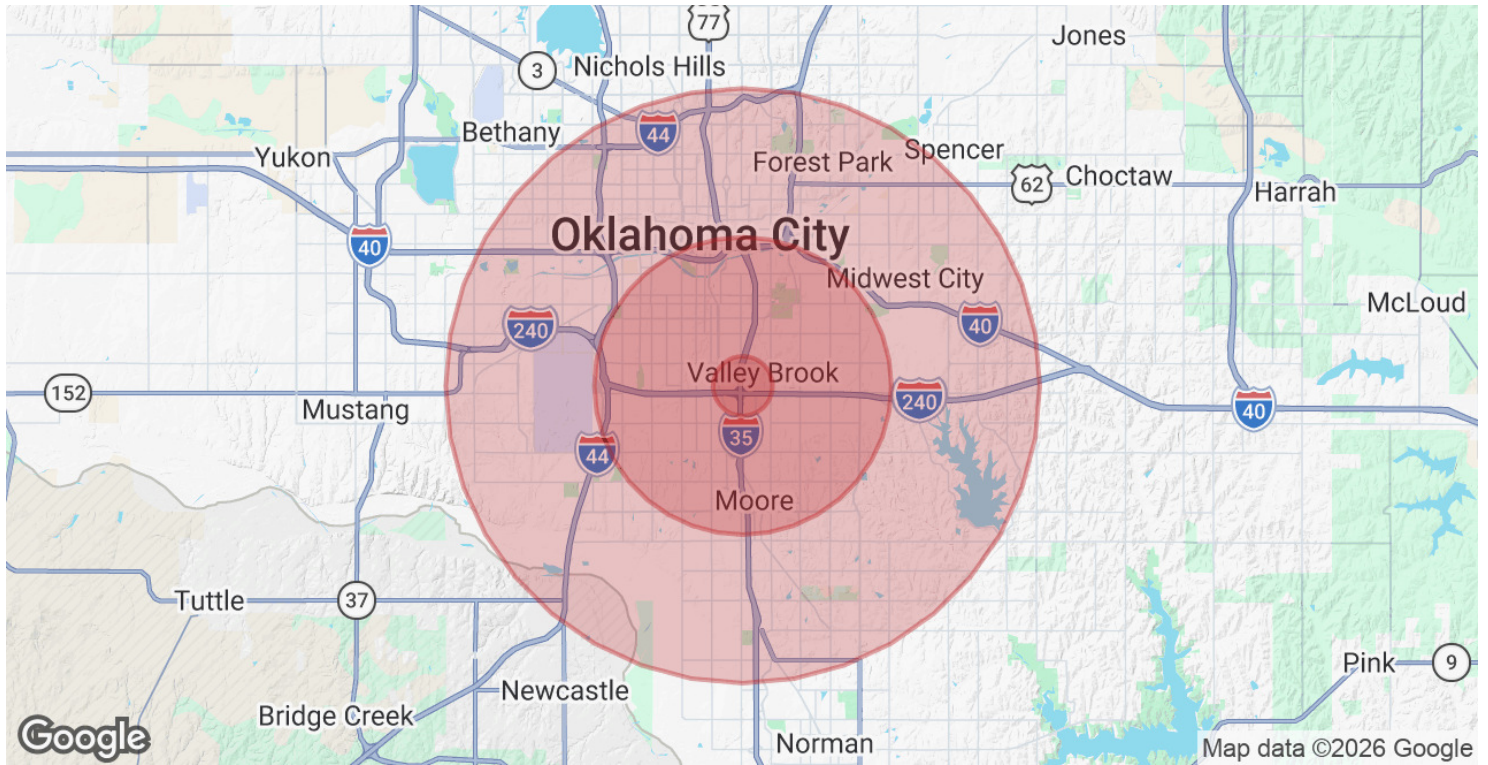 77
Jones
3
Nichols Hills
Bethany
44
Yukon
Forest Park
Spencer
62
Choctaw
Harrah
Oklahoma City
40
Midwest City
McLoud
240
40
Valley Brook
152
Mustang
240
40
35
44
Moore
Tuttle
37
Pink
9
Newcastle
Bridge Creek
Norman
Google
Map data ©2026 Google